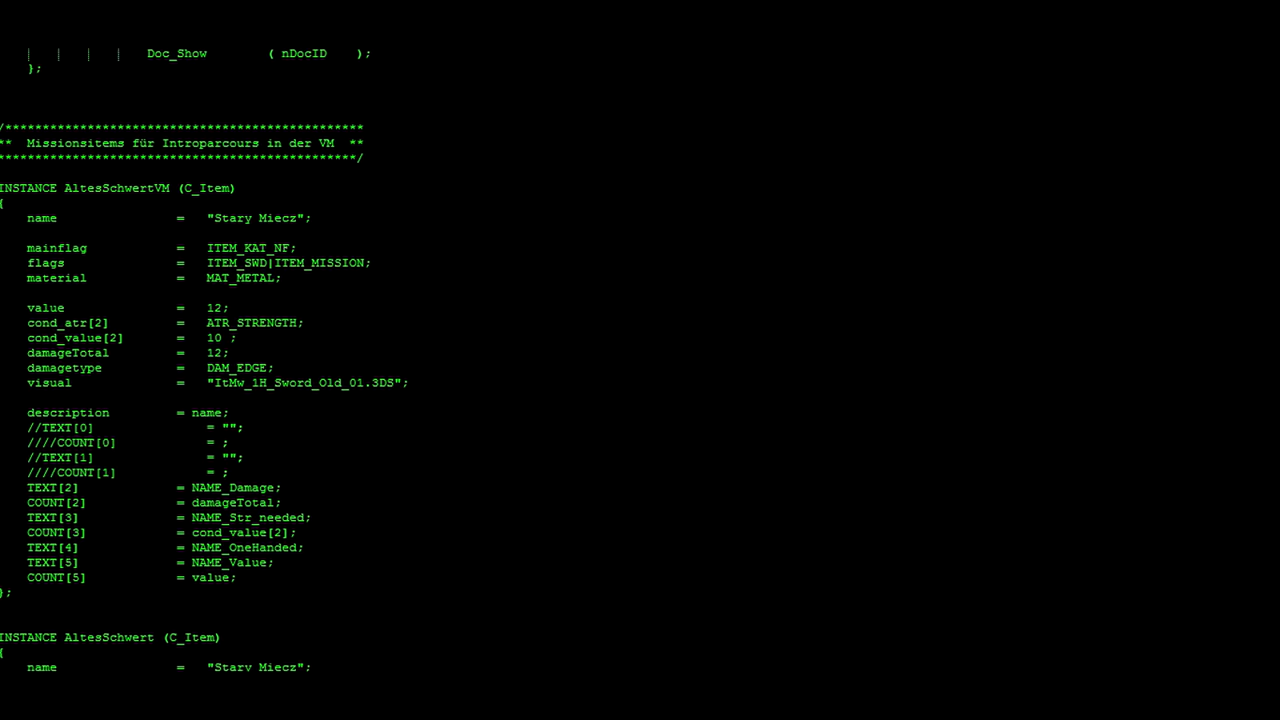 Doc_Show ( nDocID );
};
/************************************************
** Missionsitems für Introparcours in der VM **
************************************************/
INSTANCE AltesSchwertVM (C_Item)
{
name = "Stary Miecz";
mainflag = ITEM_KAT_NF;
flags = ITEM_SWD|ITEM_MISSION;
material = MAT_METAL;
value = 12;
cond_atr[2] = ATR_STRENGTH;
cond_value[2] = 10 ;
damageTotal = 12;
damagetype = DAM_EDGE;
visual = "ItMw_1H_Sword_Old_01.3DS";
description = name;
//TEXT[0] = "";
////COUNT[0] = ;
//TEXT[1] = "";
////COUNT[1] = ;
TEXT[2] = NAME_Damage;
COUNT[2] = damageTotal;
TEXT[3] = NAME_Str_needed;
COUNT[3] = cond_value[2];
TEXT[4] = NAME_OneHanded;
TEXT[5] = NAME_Value;
COUNT[5] = value;
};
INSTANCE AltesSchwert (C_Item)
{
name = "Stary Miecz";